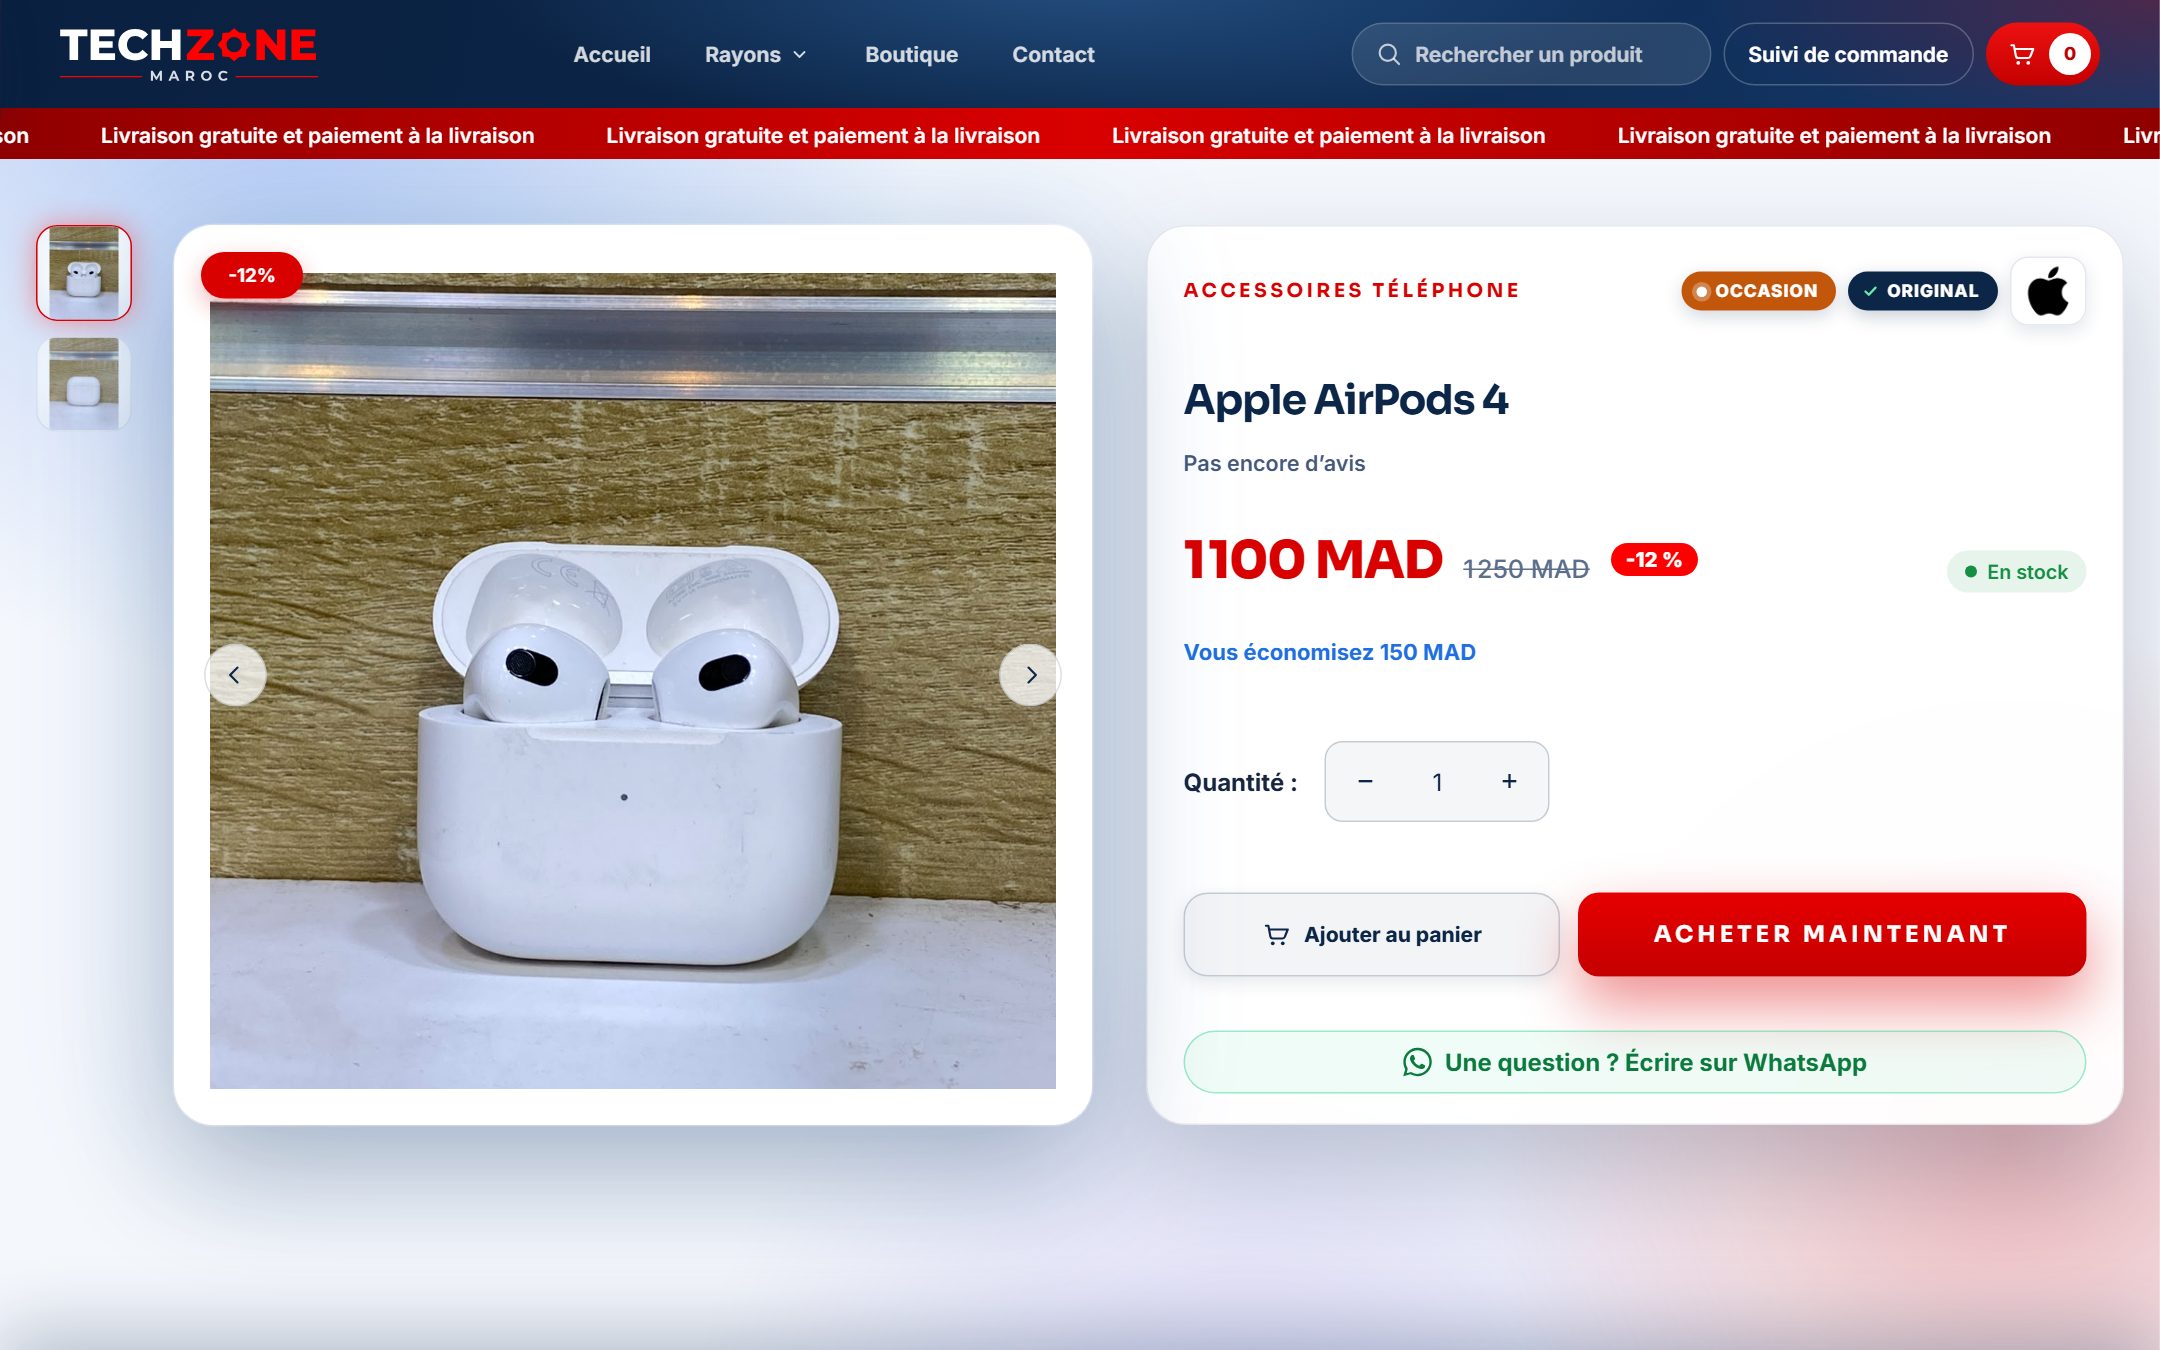 TECHZONE
MAROC
Accueil
Rayons
Boutique
Contact
Rechercher un produit
Suivi de commande
0
son
Livraison gratuite et paiement à la livraison
Livraison gratuite et paiement à la livraison
Livraison gratuite et paiement à la livraison
Livraison gratuite et paiement à la livraison
Livr
-12%
ACCESSOIRES TÉLÉPHONE
OCCASION
ORIGINAL
Apple AirPods 4
Pas encore d’avis
1100 MAD
1250 MAD
-12 %
En stock
Vous économisez 150 MAD
Quantité :
− 1 +
Ajouter au panier
ACHETER MAINTENANT
Une question ? Écrire sur WhatsApp